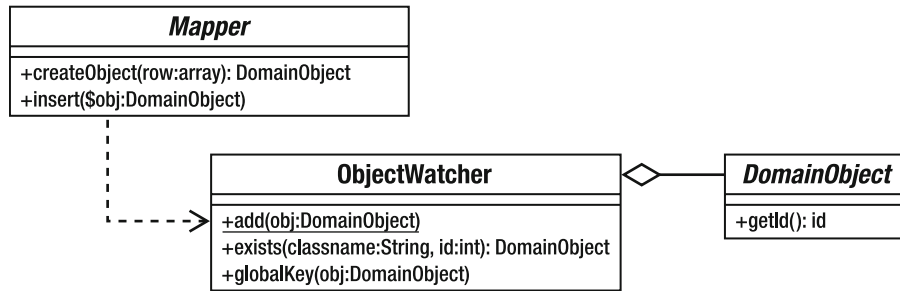 Mapper
+createObject(row:array): DomainObject
+insert($obj:DomainObject)
ObjectWatcher
+add(obj:DomainObject)
+exists(classname:String, id:int): DomainObject
+globalKey(obj:DomainObject)
DomainObject
+getId(): id